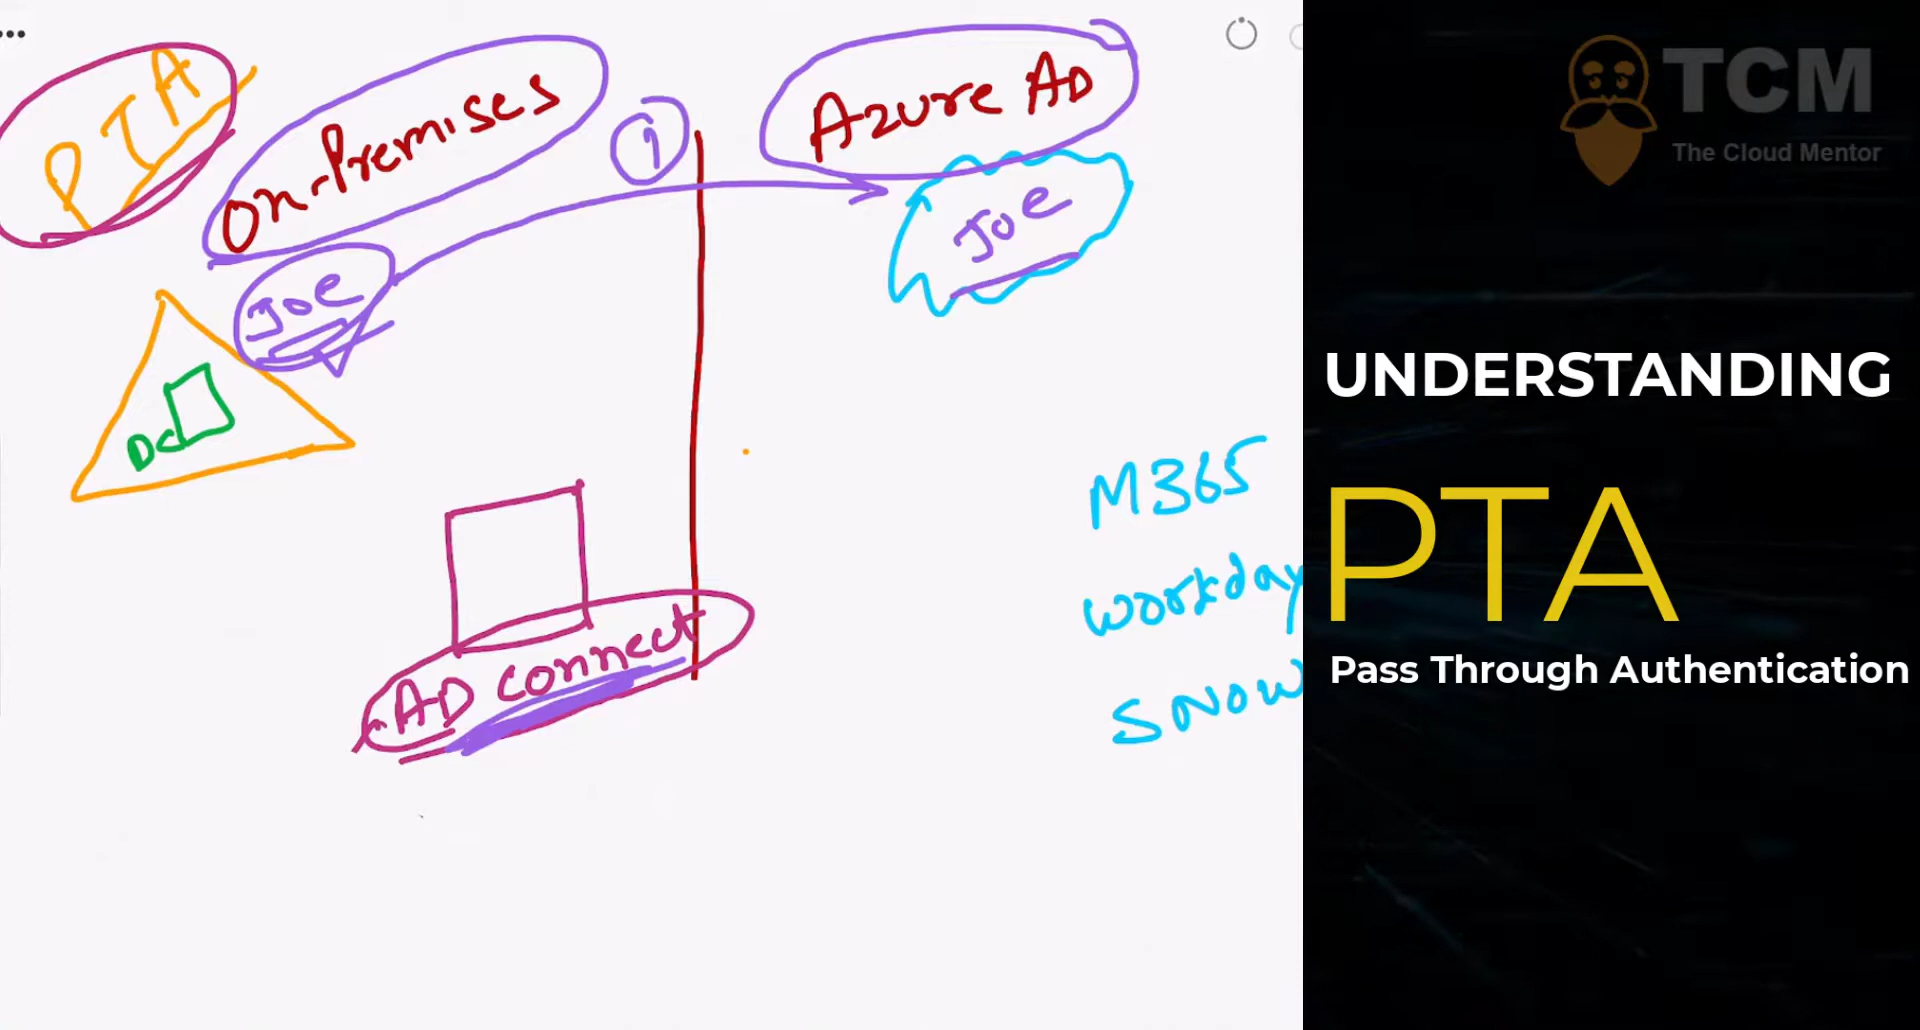 PTA
On-Premises
1
Azure AD
Joe
Joe
DC
AD connect
M365
workday
SNOW
TCM
The Cloud Mentor
UNDERSTANDING
PTA
Pass Through Authentication